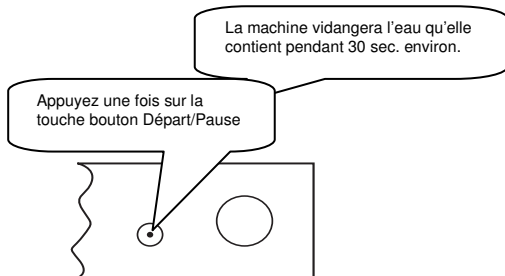 La machine vidangera l'eau qu'elle
contient pendant 30 sec. environ.
Appuyez une fois sur la
touche bouton Départ/Pause